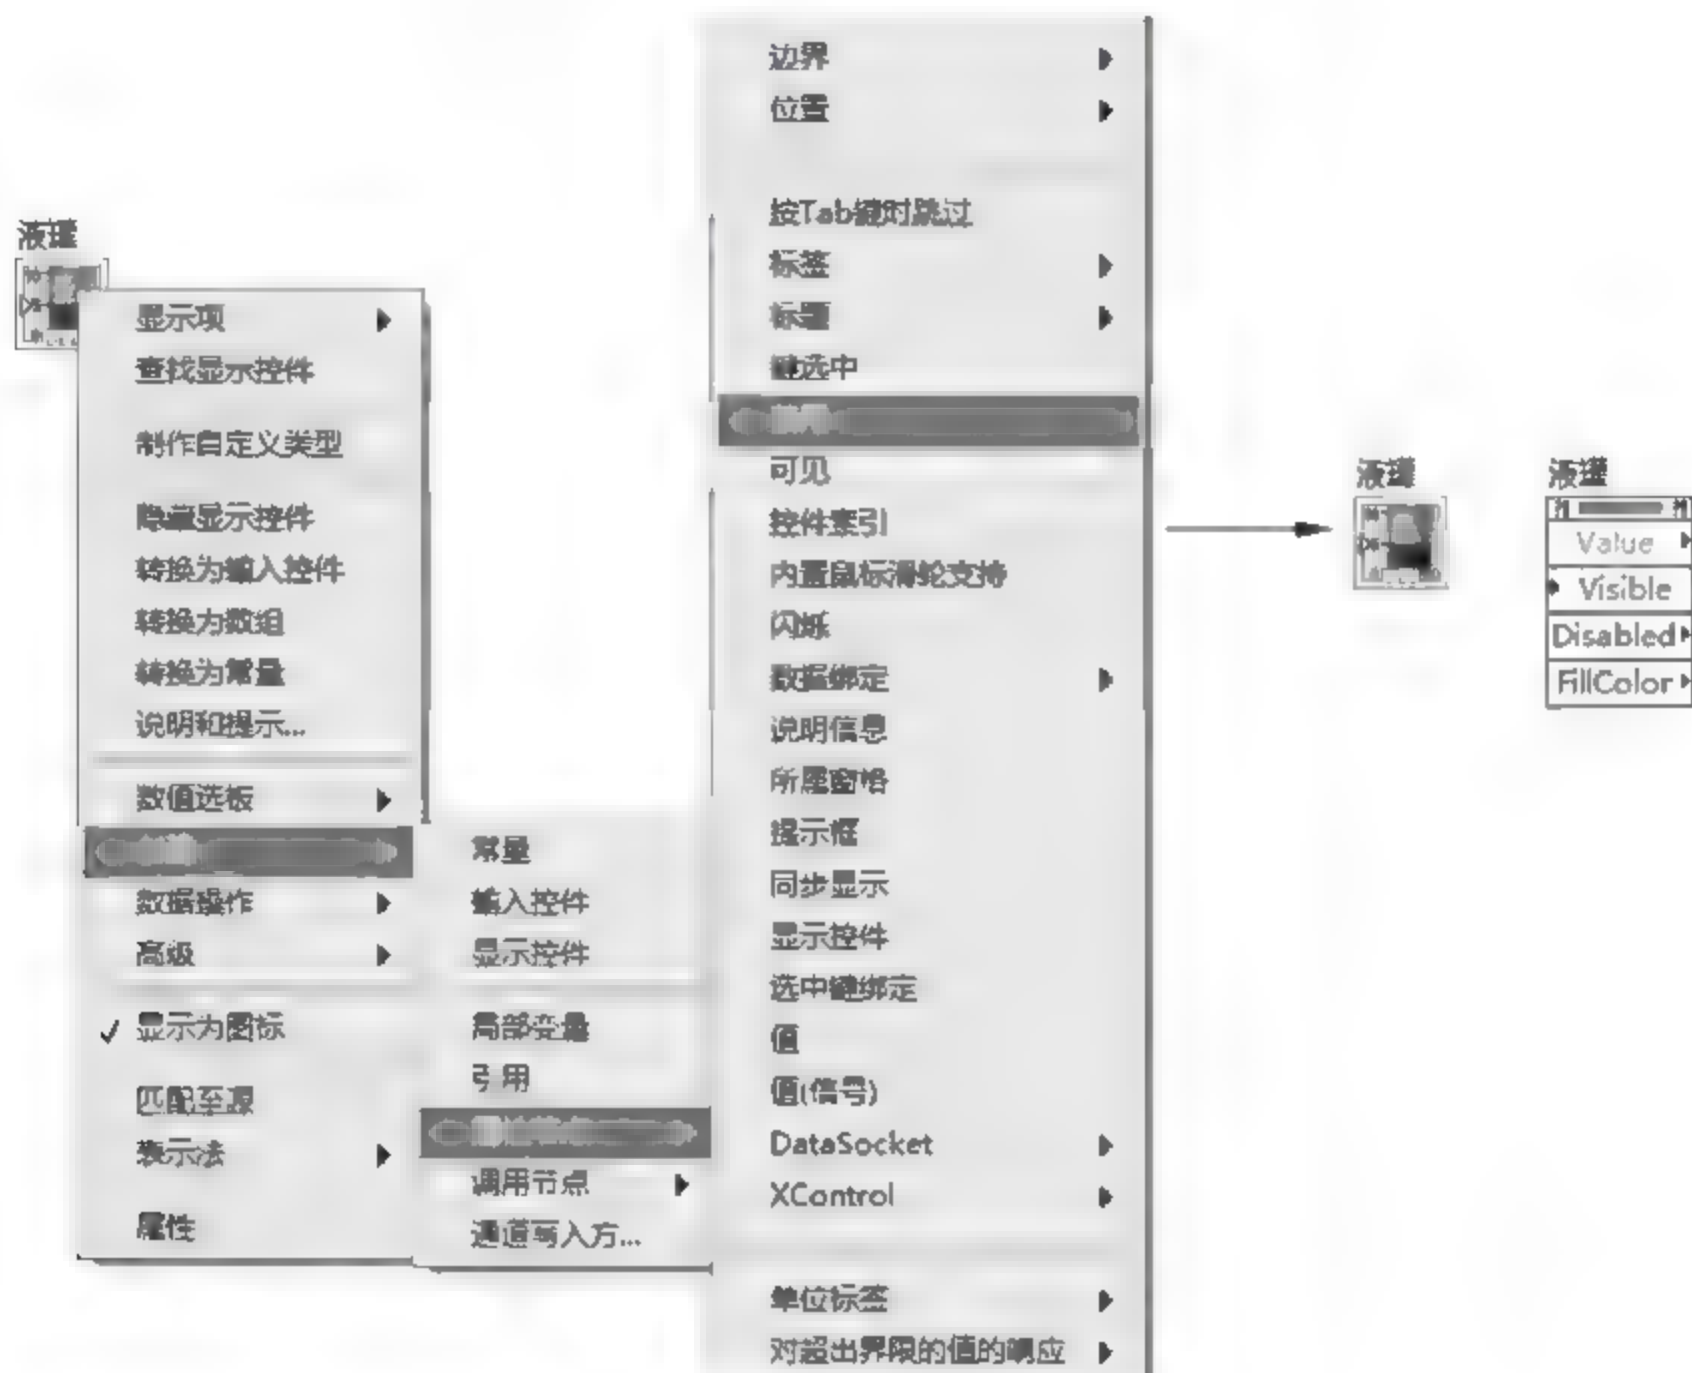 液罐
显示项
查找显示控件
制作自定义类型
隐藏显示控件
转换为输入控件
转换为数组
转换为常量
说明和提示...
数值选板
数据操作
高级
✓ 显示为图标
匹配至源
表示法
属性
常量
输入控件
显示控件
局部变量
引用
调用节点
通道写入方...
边界
位置
按Tab键时跳过
标签
标题
键选中
可见
控件索引
内置鼠标滑轮支持
闪烁
数据绑定
说明信息
所属窗格
提示框
同步显示
显示控件
选中键绑定
值
值(信号)
DataSocket
XControl
单位标签
对超出界限的值的响应
液罐
液罐
Value
Visible
Disabled
FillColor